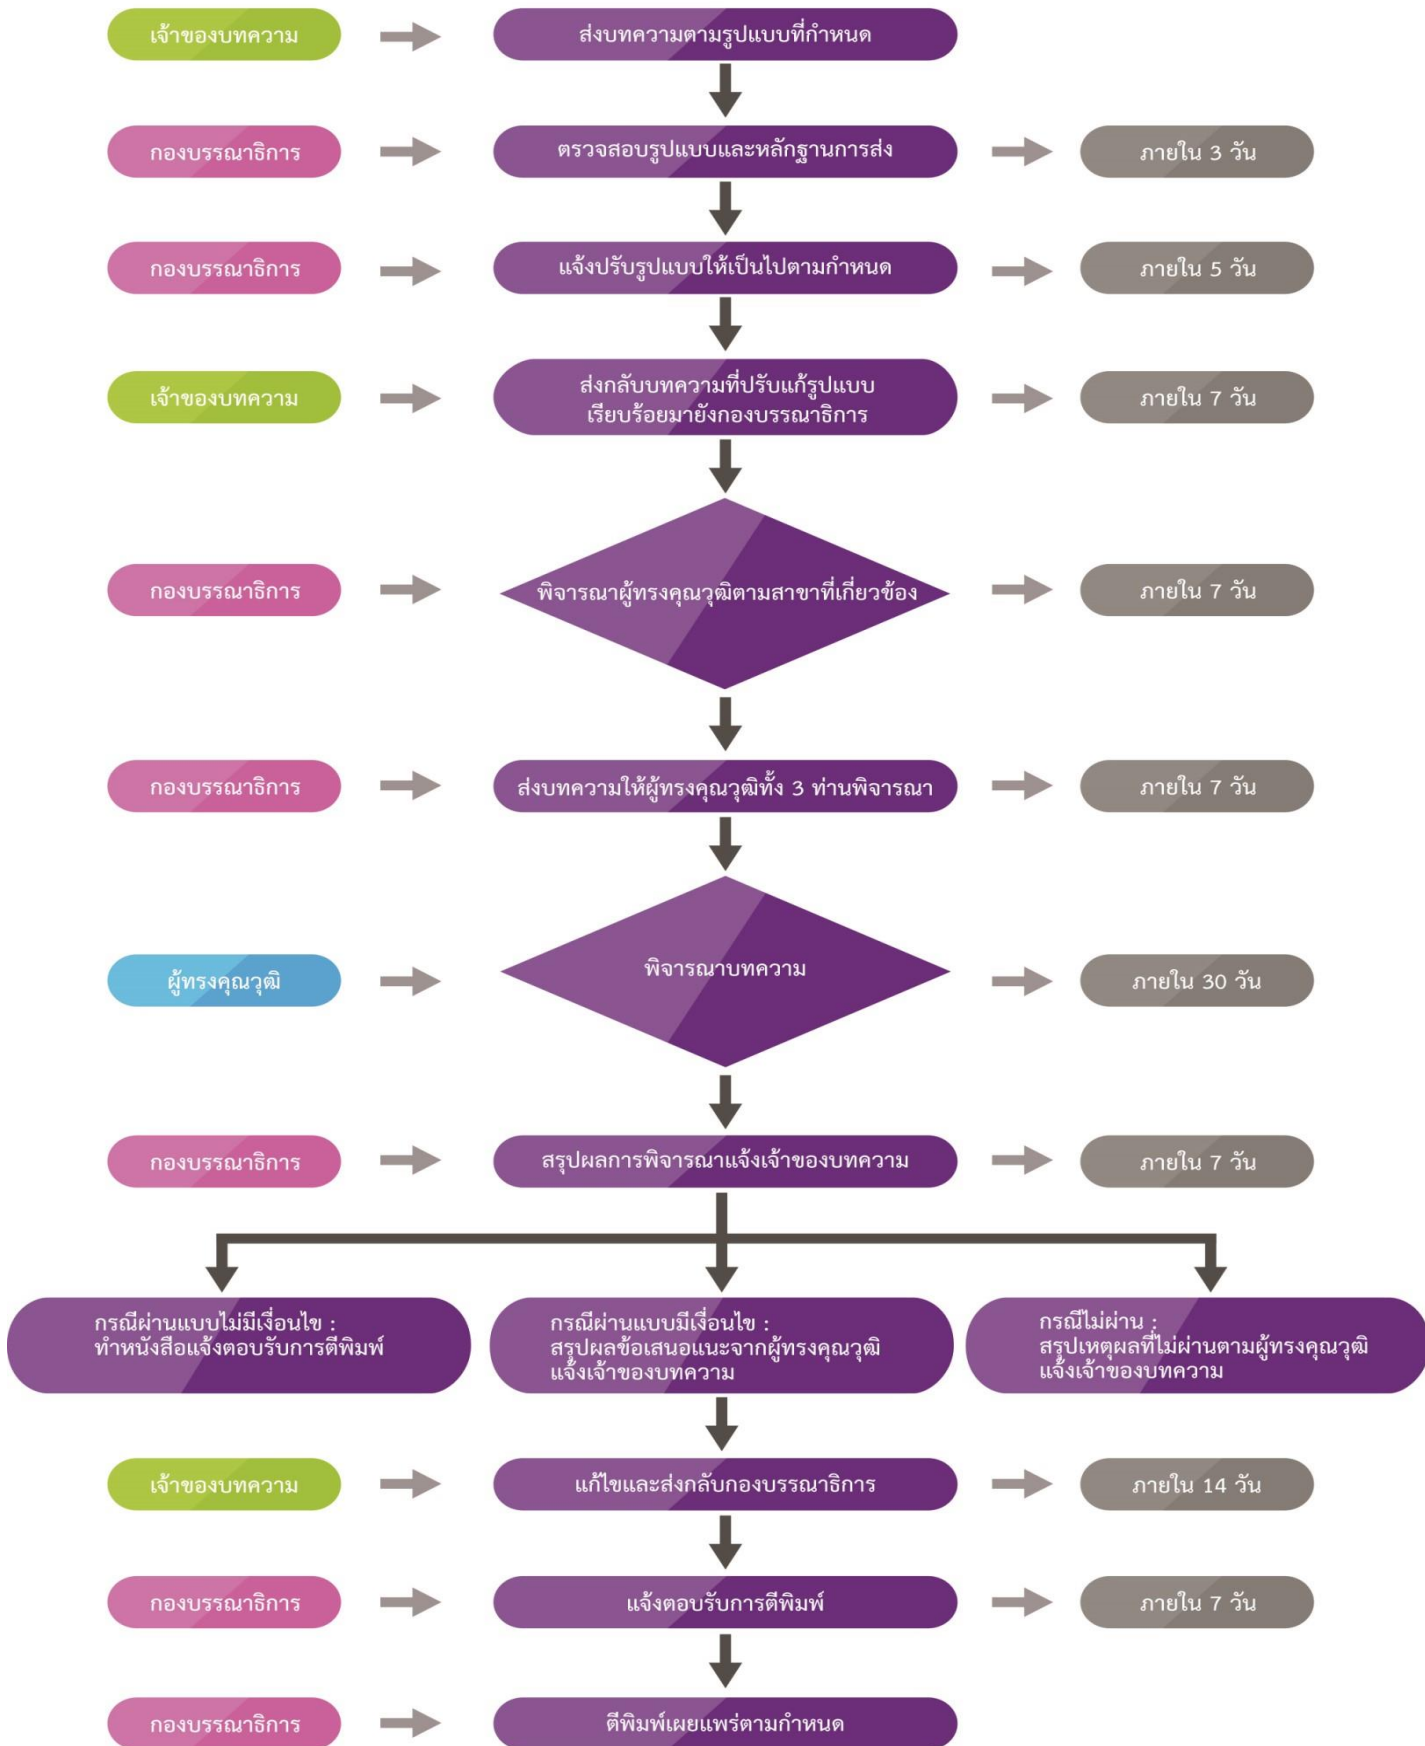 เจ้าของบทความ
ส่งบทความตามรูปแบบที่กำหนด
กองบรรณาธิการ
ตรวจสอบรูปแบบและหลักฐานการส่ง
ภายใน 3 วัน
กองบรรณาธิการ
แจ้งปรับรูปแบบให้เป็นไปตามกำหนด
ภายใน 5 วัน
เจ้าของบทความ
ส่งกลับบทความที่ปรับแก้รูปแบบ
เรียบร้อยมายังกองบรรณาธิการ
ภายใน 7 วัน
กองบรรณาธิการ
พิจารณาผู้ทรงคุณวุฒิตามสาขาที่เกี่ยวข้อง
ภายใน 7 วัน
กองบรรณาธิการ
ส่งบทความให้ผู้ทรงคุณวุฒิทั้ง 3 ท่านพิจารณา
ภายใน 7 วัน
ผู้ทรงคุณวุฒิ
พิจารณาบทความ
ภายใน 30 วัน
กองบรรณาธิการ
สรุปผลการพิจารณาแจ้งเจ้าของบทความ
ภายใน 7 วัน
กรณีผ่านแบบไม่มีเงื่อนไข :
ทำหนังสือแจ้งตอบรับการตีพิมพ์
กรณีผ่านแบบมีเงื่อนไข :
สรุปผลข้อเสนอแนะจากผู้ทรงคุณวุฒิ
แจ้งเจ้าของบทความ
กรณีไม่ผ่าน :
สรุปเหตุผลที่ไม่ผ่านตามผู้ทรงคุณวุฒิ
แจ้งเจ้าของบทความ
เจ้าของบทความ
แก้ไขและส่งกลับกองบรรณาธิการ
ภายใน 14 วัน
กองบรรณาธิการ
แจ้งตอบรับการตีพิมพ์
ภายใน 7 วัน
กองบรรณาธิการ
ตีพิมพ์เผยแพร่ตามกำหนด